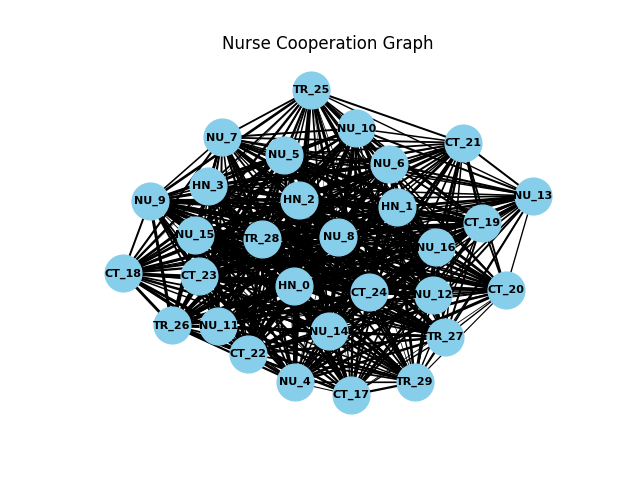 Nurse Cooperation Graph
TR_25
NU_10
NU_7
CT_21
NU_5
NU_6
HN_3
NU_13
HN_2
NU_9
HN_1
CT_19
NU_15
NU_8
TR_28
NU_16
CT_18
CT_23
HN_0
CT_20
CT_24
NU_12
TR_26
NU_11
NU_14
TR_27
CT_22
NU_4
TR_29
CT_17